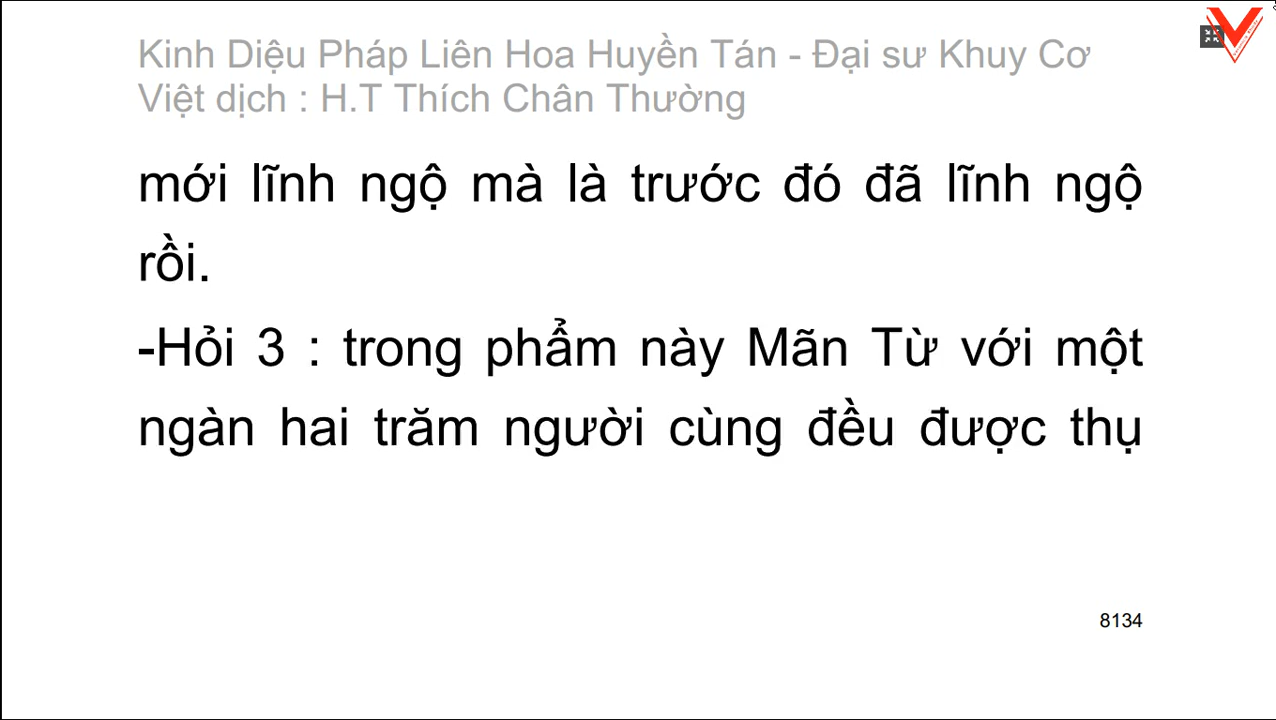 Kinh Diệu Pháp Liên Hoa Huyền Tán - Đại sư Khuy Cơ
Việt dịch : H.T Thích Chân Thường
mới lĩnh ngộ mà là trước đó đã lĩnh ngộ
rồi.
-Hỏi 3 : trong phẩm này Mãn Từ với một
ngàn hai trăm người cùng đều được thụ
8134